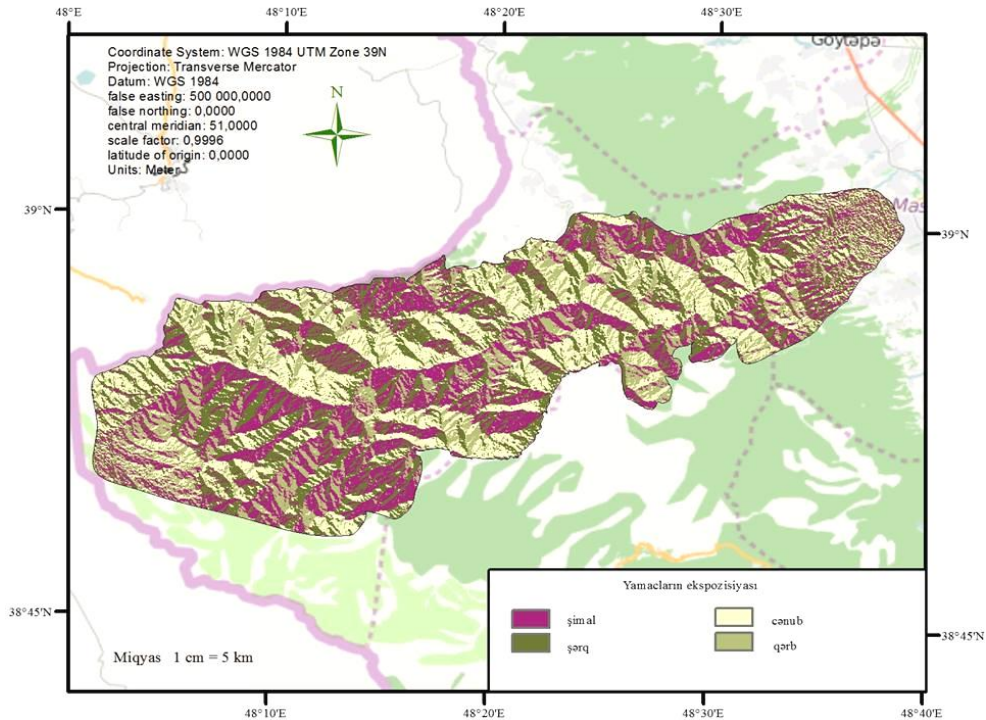 48°E 48°10'E 48°20'E 48°30'E
Coordinate System: WGS 1984 UTM Zone 39N
Projection: Transverse Mercator
Datum: WGS 1984
false easting: 500 000,0000
false northing: 0,0000
central meridian: 51,0000
scale factor: 0,9996
latitude of origin: 0,0000
Units: Meter
N
Göytəpə
Mas
39°N
39°N
38°45'N
38°45'N
Yamacların ekspozisiyası
şimal
cənub
şərq
qərb
Miqyas 1 cm = 5 km
48°10'E 48°20'E 48°30'E 48°40'E